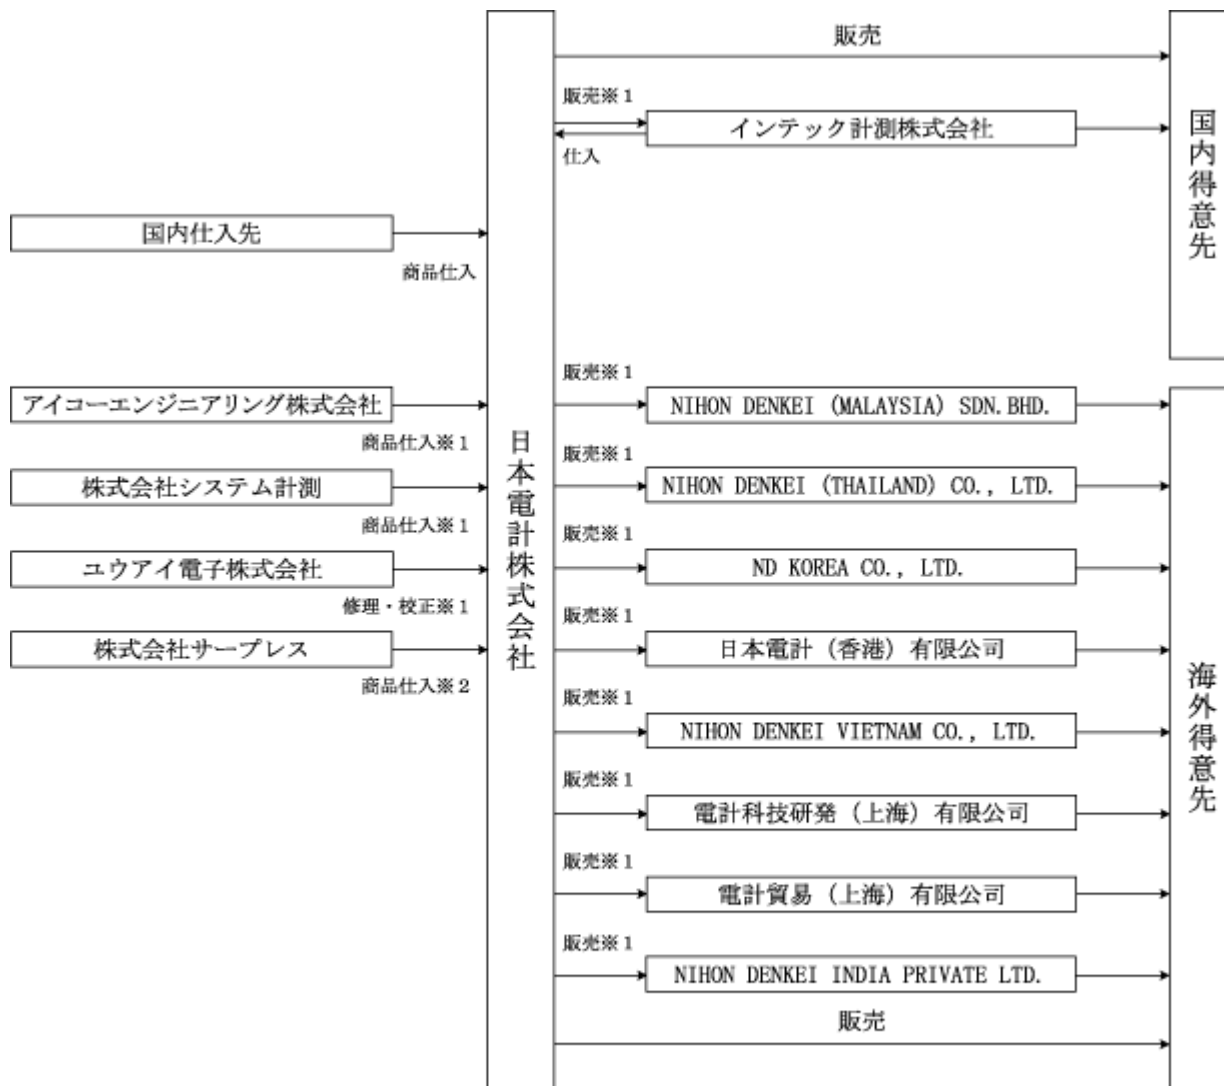 販売
販売※1
インテック計測株式会社
仕入
国内得意先
国内仕入先
商品仕入
アイコーエンジニアリング株式会社
商品仕入※1
株式会社システム計測
商品仕入※1
ユウアイ電子株式会社
修理・校正※1
株式会社サープレス
商品仕入※2
日本電計株式会社
販売※1
NIHON DENKEI (MALAYSIA) SDN.BHD.
販売※1
NIHON DENKEI (THAILAND) CO., LTD.
販売※1
ND KOREA CO., LTD.
販売※1
日本電計（香港）有限公司
販売※1
NIHON DENKEI VIETNAM CO., LTD.
販売※1
電計科技研発（上海）有限公司
販売※1
電計貿易（上海）有限公司
販売※1
NIHON DENKEI INDIA PRIVATE LTD.
販売
海外得意先